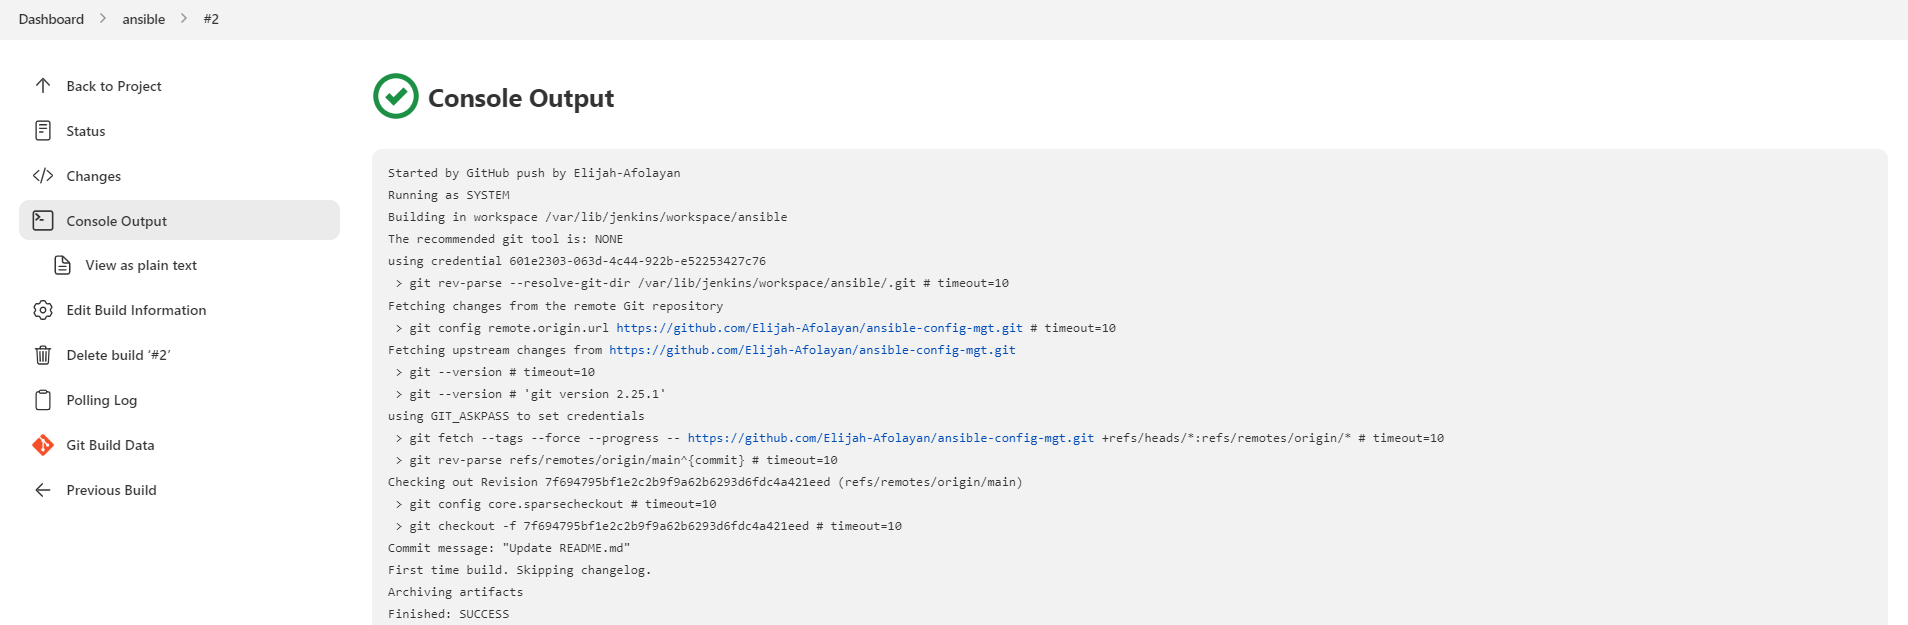 Dashboard > ansible > #2
Back to Project
Status
Changes
Console Output
View as plain text
Edit Build Information
Delete build ‘#2’
Polling Log
Git Build Data
Previous Build
Console Output
Started by GitHub push by Elijah-Afolayan
Running as SYSTEM
Building in workspace /var/lib/jenkins/workspace/ansible
The recommended git tool is: NONE
using credential 601e2303-063d-4c44-922b-e52253427c76
> git rev-parse --resolve-git-dir /var/lib/jenkins/workspace/ansible/.git # timeout=10
Fetching changes from the remote Git repository
> git config remote.origin.url https://github.com/Elijah-Afolayan/ansible-config-mgt.git # timeout=10
Fetching upstream changes from https://github.com/Elijah-Afolayan/ansible-config-mgt.git
> git --version # timeout=10
> git --version # 'git version 2.25.1'
using GIT_ASKPASS to set credentials
> git fetch --tags --force --progress -- https://github.com/Elijah-Afolayan/ansible-config-mgt.git +refs/heads/*:refs/remotes/origin/* # timeout=10
> git rev-parse refs/remotes/origin/main^{commit} # timeout=10
Checking out Revision 7f694795bf1e2c2b9f9a62b6293d6fdc4a421eed (refs/remotes/origin/main)
> git config core.sparsecheckout # timeout=10
> git checkout -f 7f694795bf1e2c2b9f9a62b6293d6fdc4a421eed # timeout=10
Commit message: "Update README.md"
First time build. Skipping changelog.
Archiving artifacts
Finished: SUCCESS